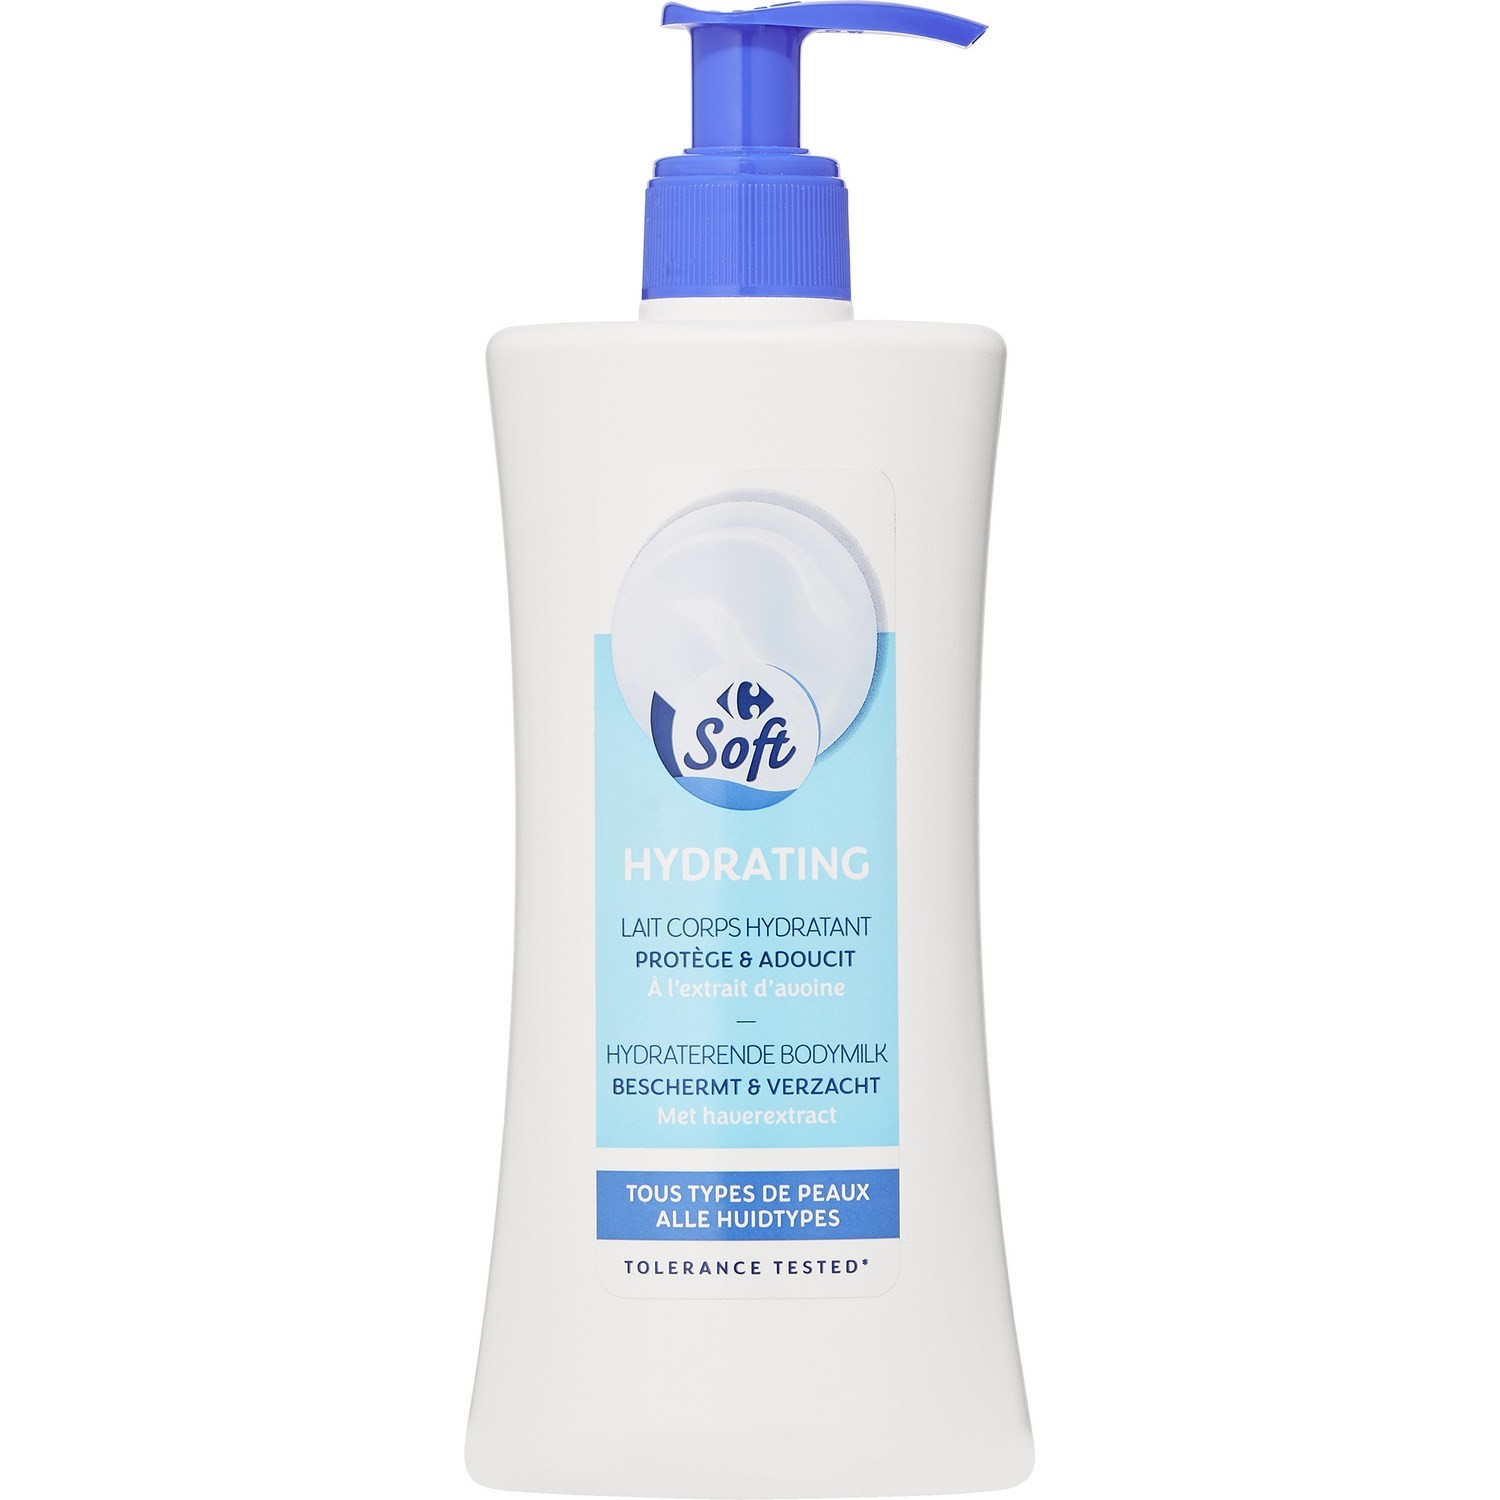 Soft
HYDRATING
LAIT CORPS HYDRATANT
PROTÈGE & ADOUCIT
À l'extrait d'avoine
—
HYDRATERENDE BODYMILK
BESCHERMT & VERZACHT
Met haverextract
TOUS TYPES DE PEAUX
ALLE HUIDTYPES
TOLERANCE TESTED*